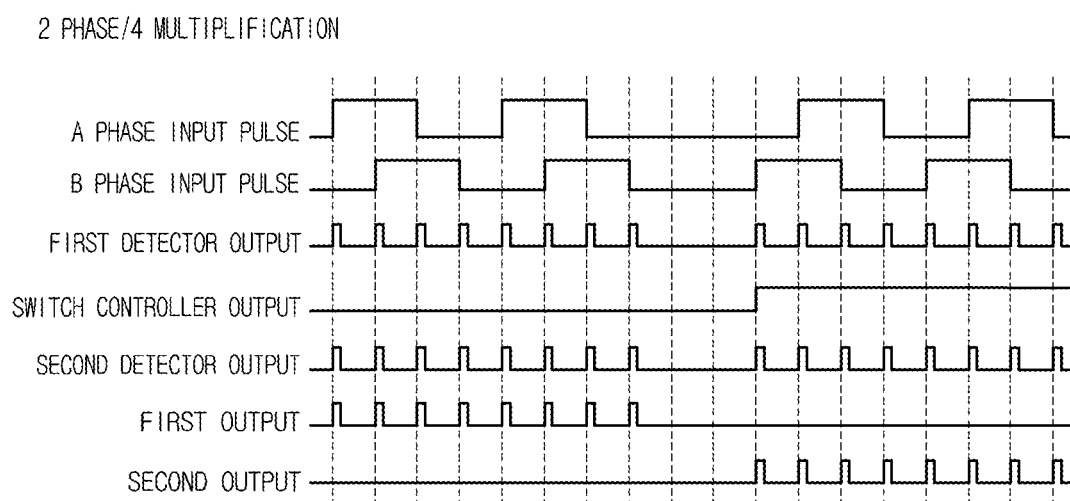 2 PHASE/4 MULTIPLIFICATION
A PHASE INPUT PULSE
B PHASE INPUT PULSE
FIRST DETECTOR OUTPUT
SWITCH CONTROLLER OUTPUT
SECOND DETECTOR OUTPUT
FIRST OUTPUT
SECOND OUTPUT